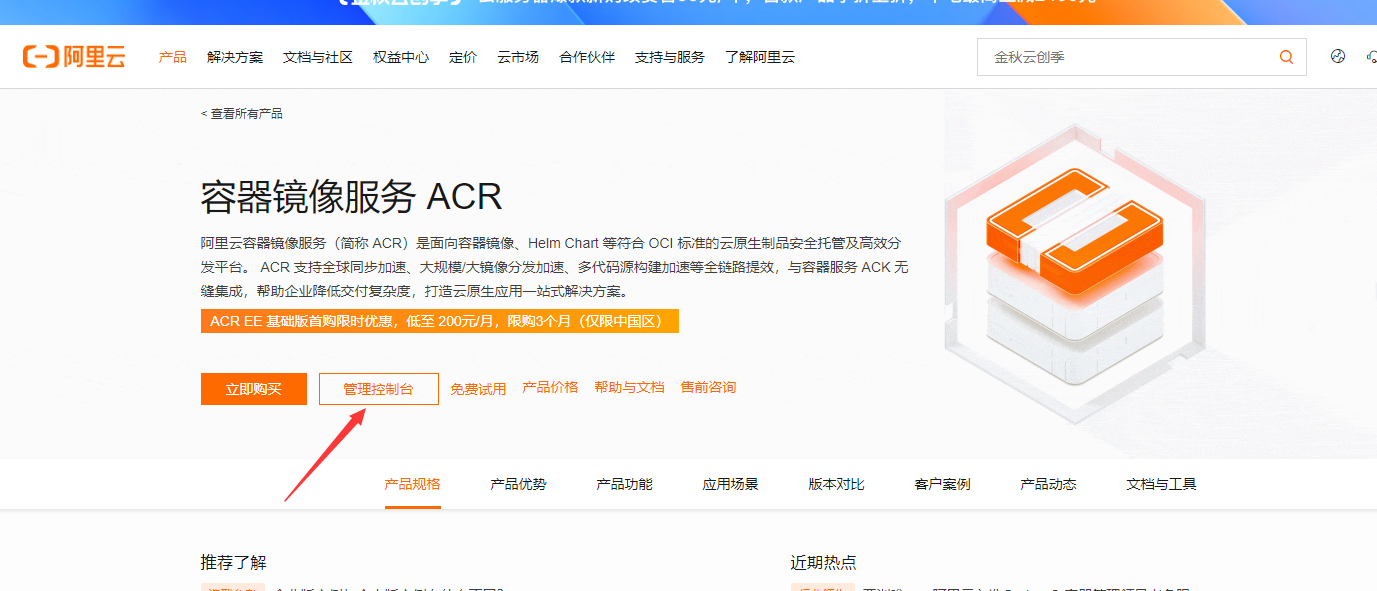 阿里云
产品 解决方案 文档与社区 权益中心 定价 云市场 合作伙伴 支持与服务 了解阿里云
金秋云创季
< 查看所有产品
容器镜像服务 ACR
阿里云容器镜像服务（简称 ACR）是面向容器镜像、Helm Chart 等符合 OCI 标准的云原生制品安全托管及高效分
发平台。 ACR 支持全球同步加速、大规模/大镜像分发加速、多代码源构建加速等全链路提效，与容器服务 ACK 无
缝集成，帮助企业降低交付复杂度，打造云原生应用一站式解决方案。
ACR EE 基础版首购限时优惠，低至 200元/月，限购3个月（仅限中国区）
立即购买 管理控制台 免费试用 产品价格 帮助与文档 售前咨询
产品规格 产品优势 产品功能 应用场景 版本对比 客户案例 产品动态 文档与工具
推荐了解 近期热点